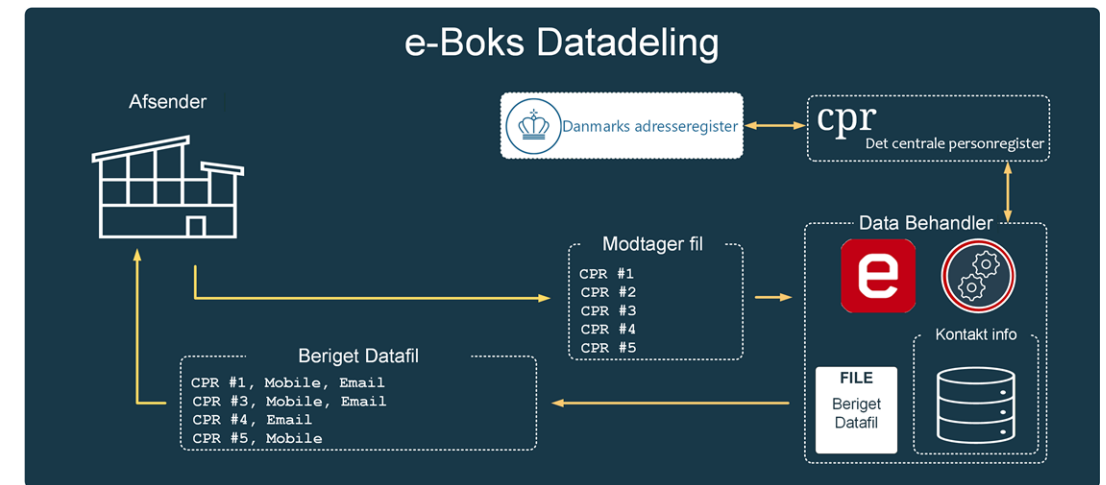 e-Boks Datadeling
Afsender
Danmarks adresseregister
cpr
Det centrale personregister
Modtager fil
CPR #1
CPR #2
CPR #3
CPR #4
CPR #5
Data Behandler
e
Kontakt info
FILE
Beriget
Datafil
Beriget Datafil
CPR #1, Mobile, Email
CPR #3, Mobile, Email
CPR #4, Email
CPR #5, Mobile